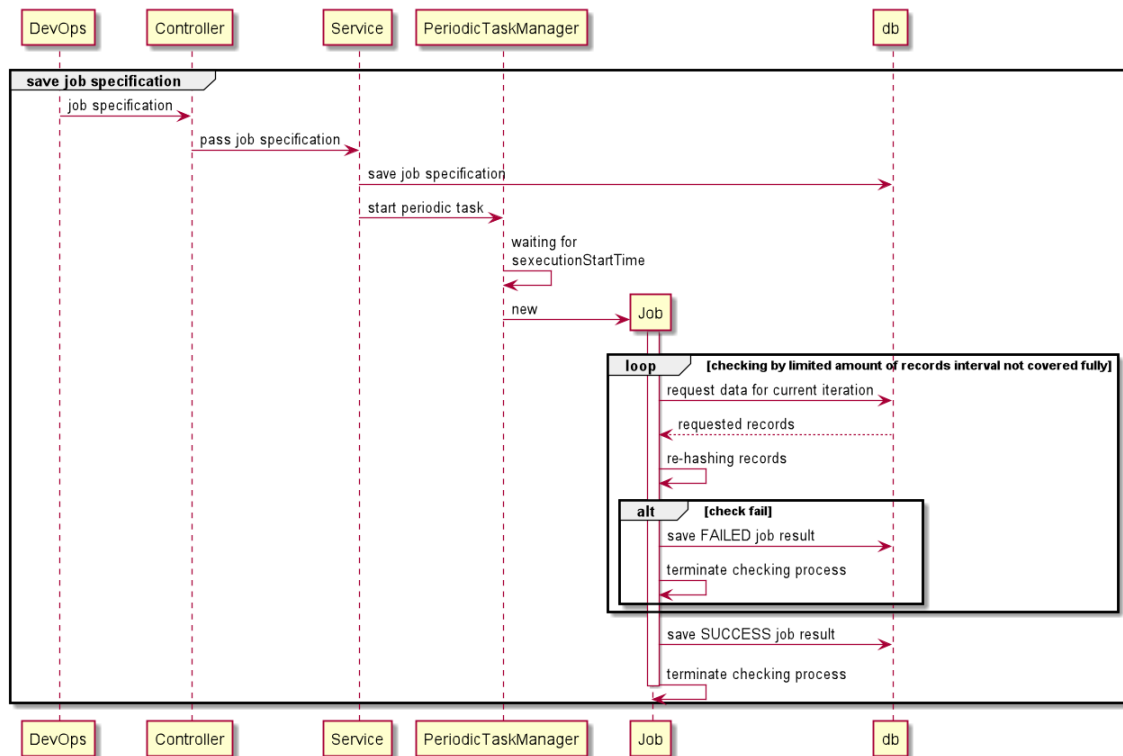 DevOps Controller Service PeriodicTaskManager db
save job specification
job specification
pass job specification
save job specification
start periodic task
waiting for
sexecutionStartTime
new
Job
loop [checking by limited amount of records interval not covered fully]
request data for current iteration
requested records
re-hashing records
alt [check fail]
save FAILED job result
terminate checking process
save SUCCESS job result
terminate checking process
DevOps Controller Service PeriodicTaskManager Job db